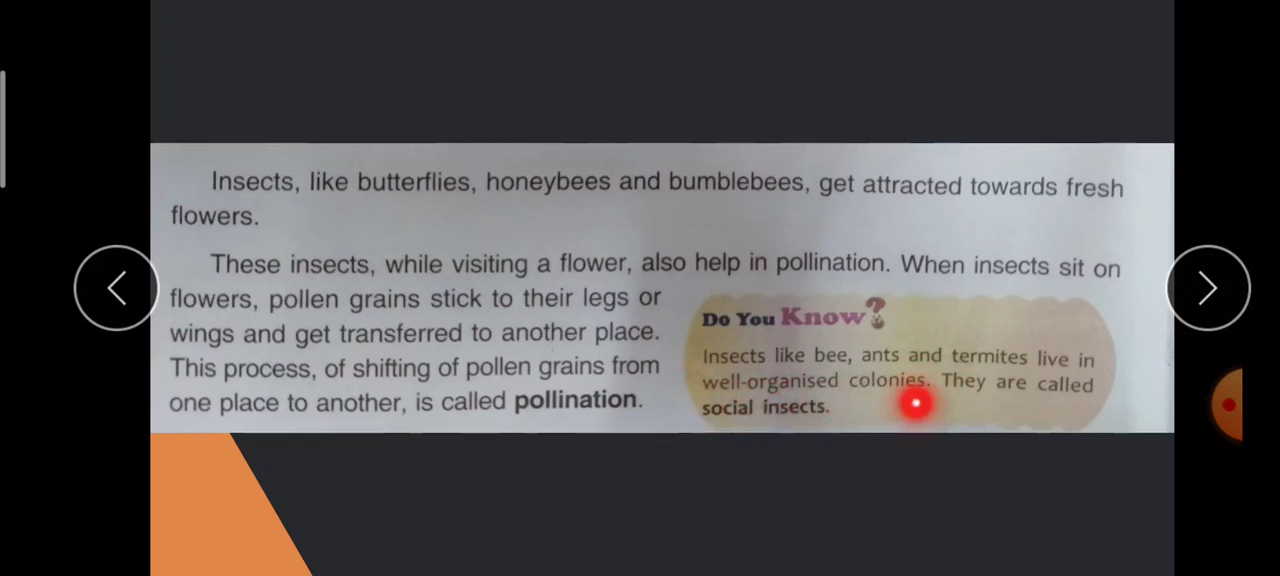 Insects, like butterflies, honeybees and bumblebees, get attracted towards fresh
flowers.
These insects, while visiting a flower, also help in pollination. When insects sit on
flowers, pollen grains stick to their legs or
wings and get transferred to another place.
This process, of shifting of pollen grains from
one place to another, is called pollination.
Do You Know?
Insects like bee, ants and termites live in
well-organised colonies. They are called
social insects.